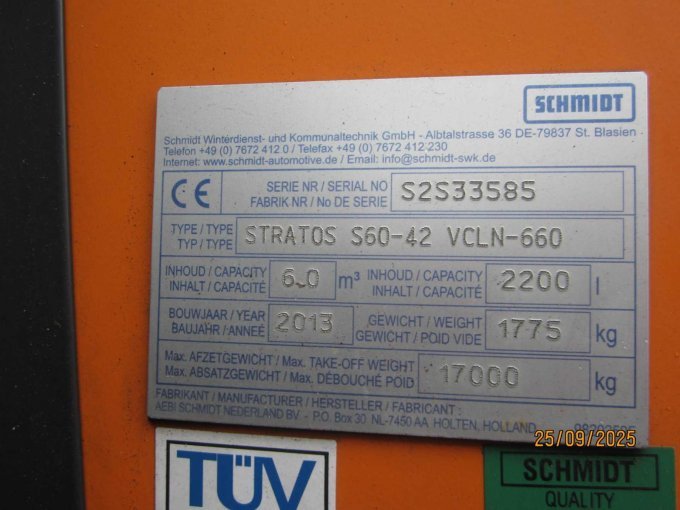 SCHMIDT
Schmidt Winterdienst- und Kommunaltechnik GmbH - Albtalstrasse 36 DE-79837 St. Blasien
Telefon +49 (0) 7672 412 0 / Telefax +49 (0) 7672 412 230
Internet: www.schmidt-automotive.de / Email: info@schmidt-swk.de
CE
SERIE NR / SERIAL NO
FABRIK NR / No DE SERIE
S2S33585
TYPE / TYPE
TYP / TYPE
STRATOS S60-42 VCLN-660
INHOUD / CAPACITY
INHALT / CAPACITÉ
6.0 m³
INHOUD / CAPACITY
INHALT / CAPACITÉ
2200 l
BOUWJAAR / YEAR
BAUJAHR / ANNEÉ
2013
GEWICHT / WEIGHT
GEWICHT / POID VIDE
1775 kg
Max. AFZETGEWICHT / Max. TAKE-OFF WEIGHT
Max. ABSATZGEWICHT / Max. DÉBOUCHÉ POID
17000 kg
FABRIKANT / MANUFACTURER / HERSTELLER / FABRICANT :
AEBI SCHMIDT NEDERLAND BV. - P.O. Box 30 NL-7450 AA HOLTEN, HOLLAND
25/09/2025
TÜV
SCHMIDT
QUALITY